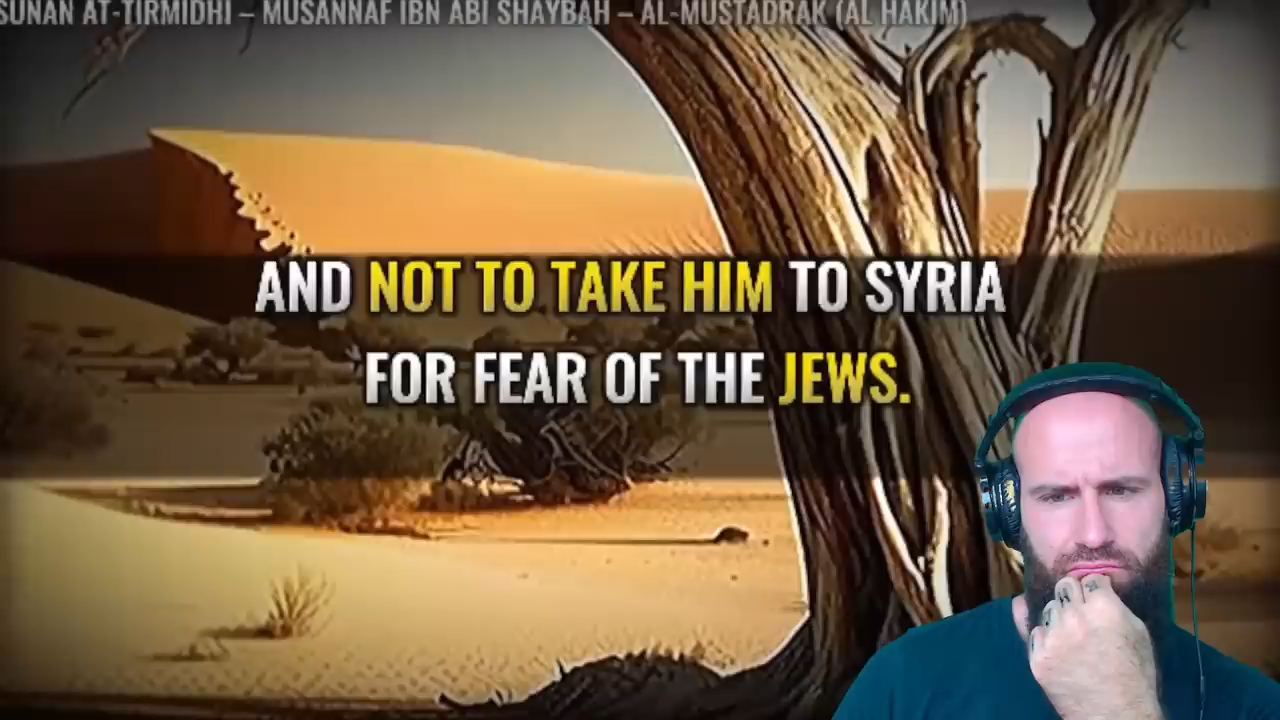 SUNAN AT-TIRMIDHI – MUSANNAF IBN ABI SHAYBAH – AL-MUSTADRAK (AL HAKIM)
AND NOT TO TAKE HIM TO SYRIA
FOR FEAR OF THE JEWS.